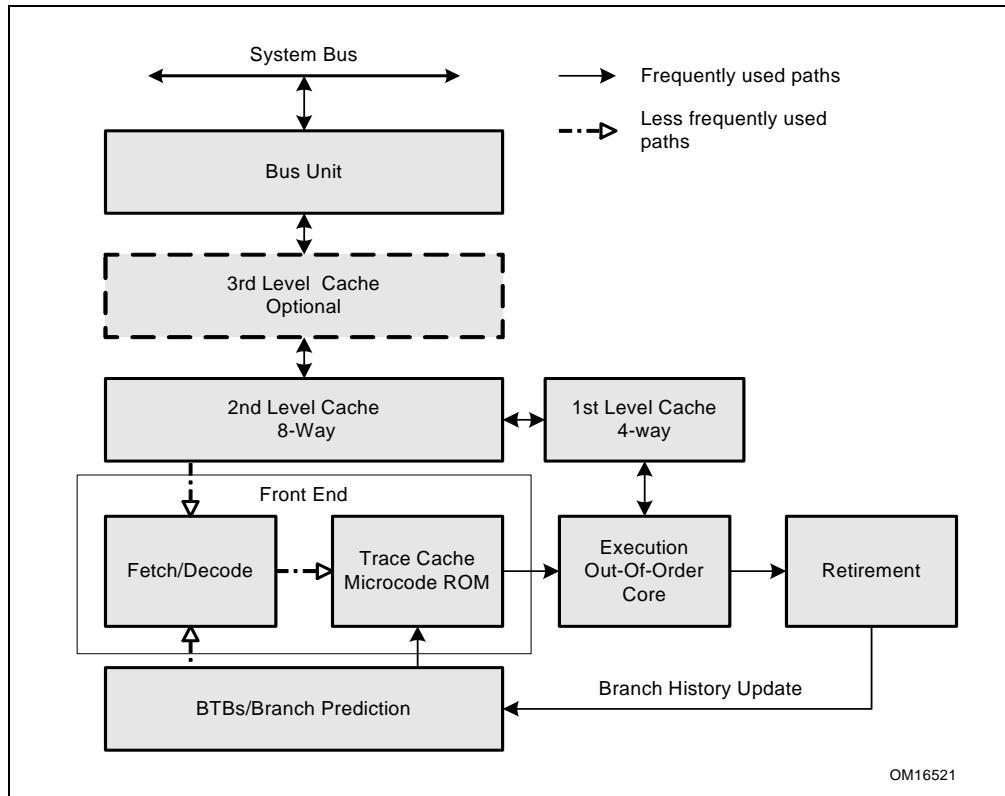 System Bus
Frequently used paths
Less frequently used
paths
Bus Unit
3rd Level Cache
Optional
2nd Level Cache
8-Way
1st Level Cache
4-way
Front End
Fetch/Decode
Trace Cache
Microcode ROM
Execution
Out-Of-Order
Core
Retirement
BTBs/Branch Prediction
Branch History Update
OM16521